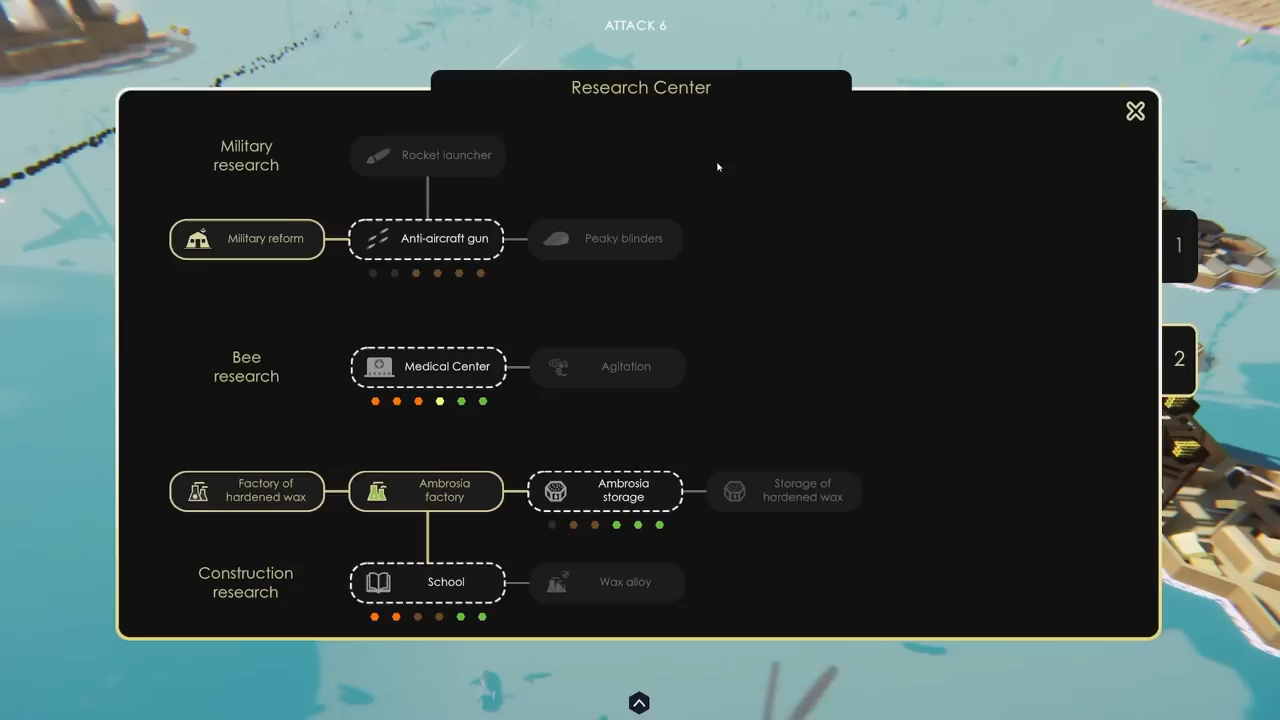 ATTACK 6
Research Center
Military
research
Rocket launcher
Military reform
Anti-aircraft gun
Peaky blinders
1
Bee
research
Medical Center
Agitation
2
Factory of
hardened wax
Ambrosia
factory
Ambrosia
storage
Storage of
hardened wax
Construction
research
School
Wax alloy